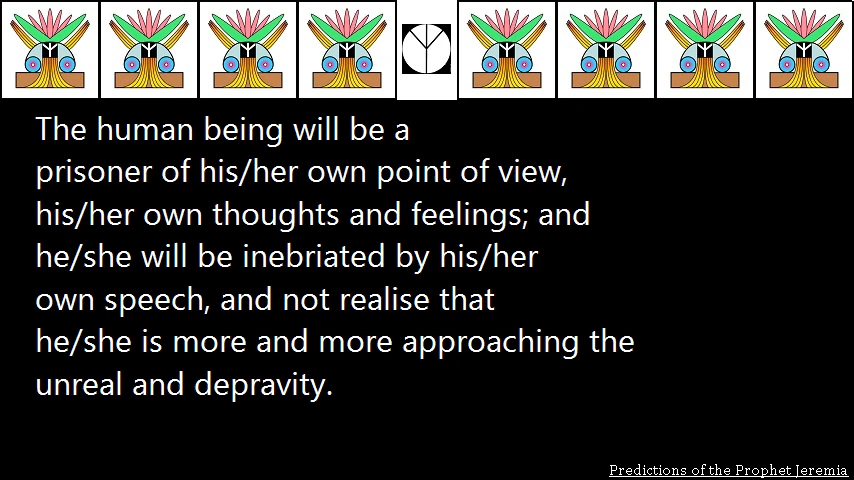 The human being will be a
prisoner of his/her own point of view,
his/her own thoughts and feelings; and
he/she will be inebriated by his/her
own speech, and not realise that
he/she is more and more approaching the
unreal and depravity.
Predictions of the Prophet Jeremia